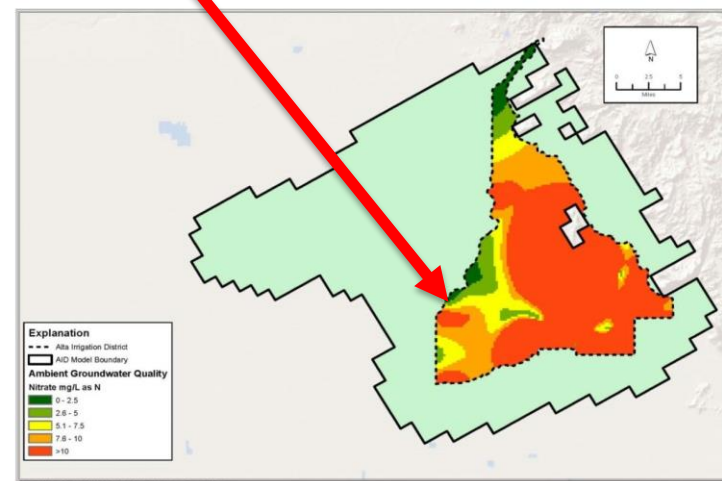 N
0 2.5 5
Miles
Explanation
Alta Irrigation District
AID Model Boundary
Ambient Groundwater Quality
Nitrate mg/L as N
0 - 2.5
2.6 - 5
5.1 - 7.5
7.6 - 10
>10